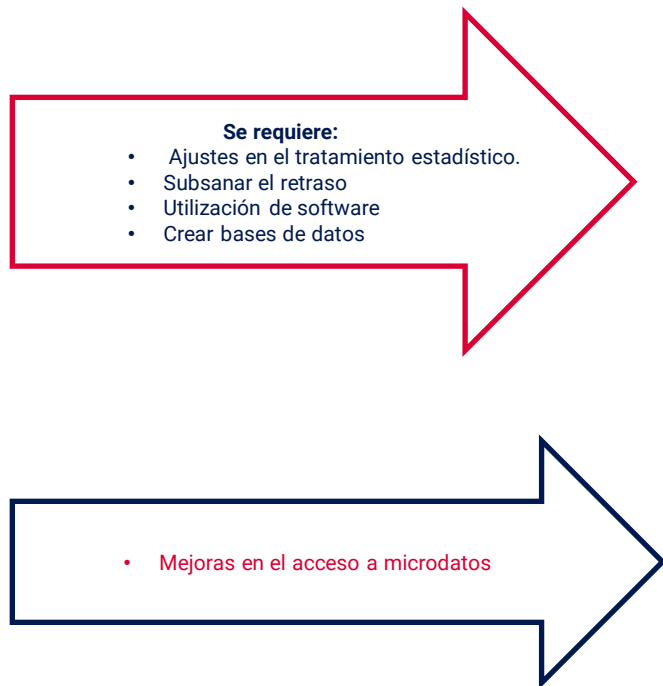 Se requiere:
• Ajustes en el tratamiento estadístico.
• Subsanar el retraso
• Utilización de software
• Crear bases de datos
• Mejoras en el acceso a microdatos